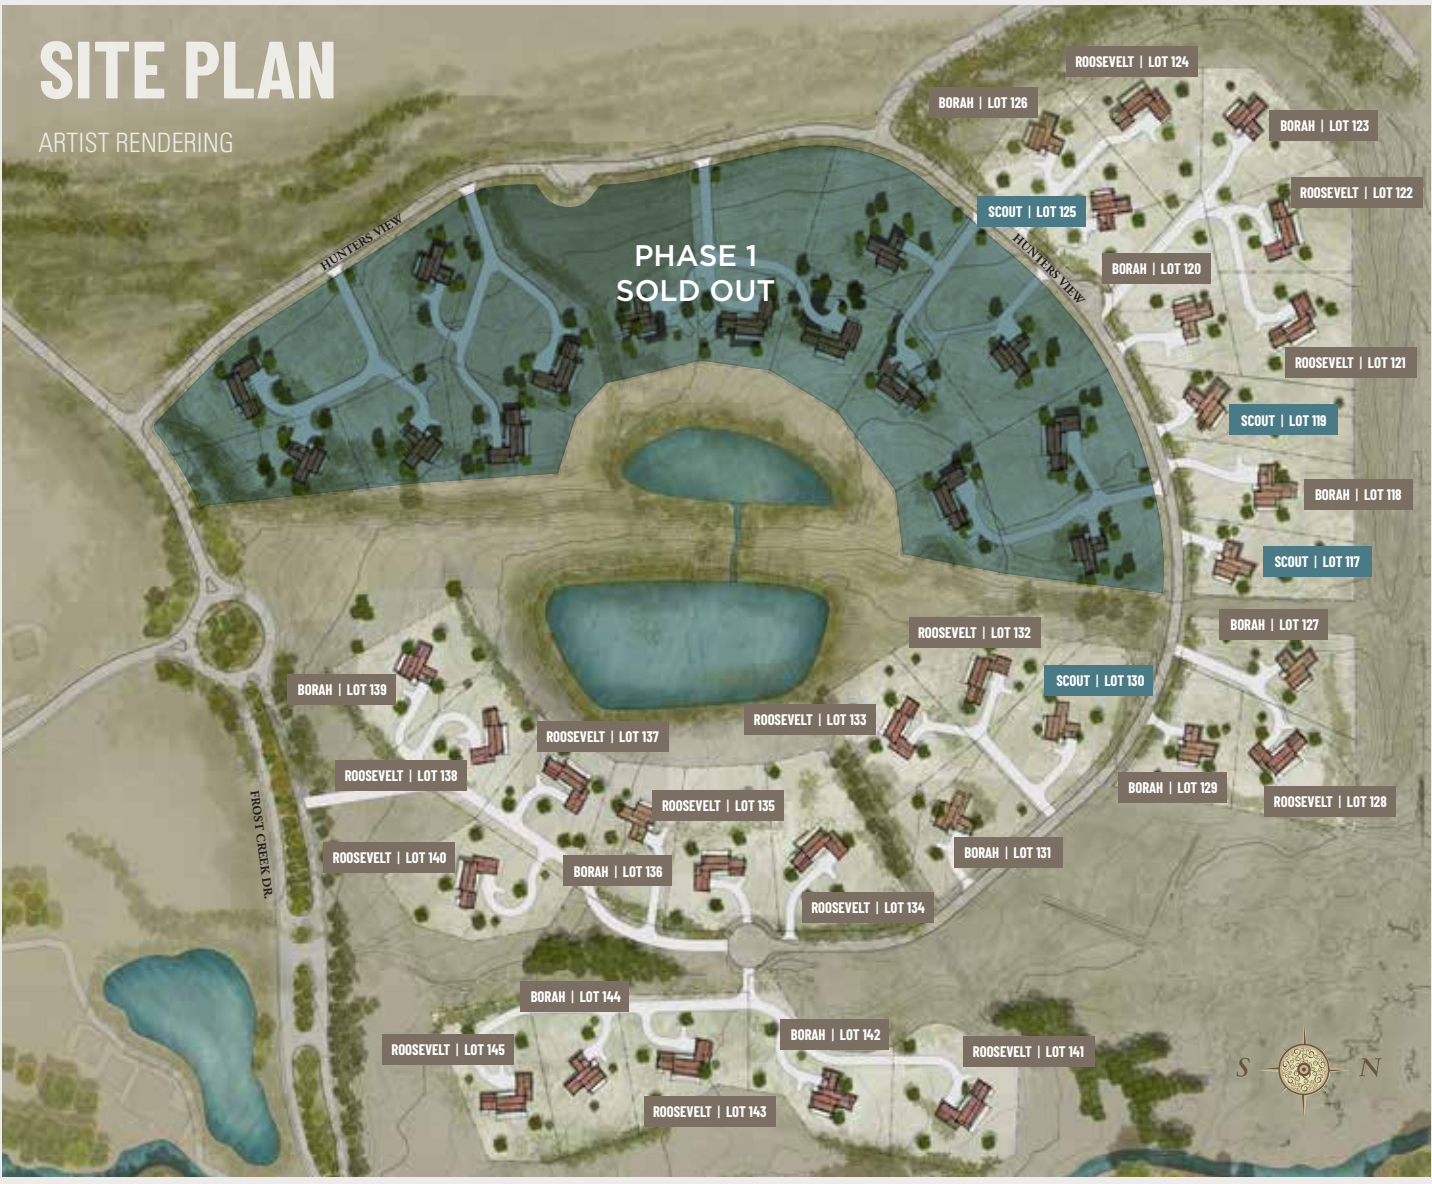 SITE PLAN
ARTIST RENDERING
ROOSEVELT | LOT 124
BORAH | LOT 126
BORAH | LOT 123
ROOSEVELT | LOT 122
SCOUT | LOT 125
HUNTERS VIEW
HUNTERS VIEW
PHASE 1
SOLD OUT
BORAH | LOT 120
ROOSEVELT | LOT 121
SCOUT | LOT 119
BORAH | LOT 118
SCOUT | LOT 117
BORAH | LOT 127
ROOSEVELT | LOT 132
SCOUT | LOT 130
BORAH | LOT 139
ROOSEVELT | LOT 133
ROOSEVELT | LOT 137
ROOSEVELT | LOT 138
BORAH | LOT 129
ROOSEVELT | LOT 128
ROOSEVELT | LOT 135
FROST CREEK DR.
ROOSEVELT | LOT 140
BORAH | LOT 131
BORAH | LOT 136
ROOSEVELT | LOT 134
BORAH | LOT 144
BORAH | LOT 142
ROOSEVELT | LOT 145
ROOSEVELT | LOT 141
S N
ROOSEVELT | LOT 143